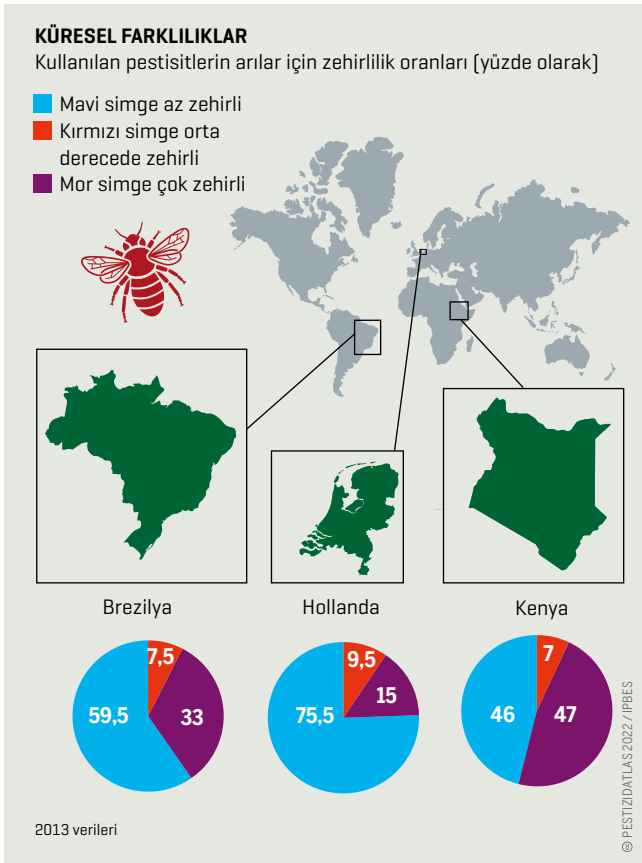 KÜRESEL FARKLILIKLAR
Kullanılan pestisitlerin arılar için zehirlilik oranları (yüzde olarak)
Mavi simge az zehirli
Kırmızı simge orta
derecede zehirli
Mor simge çok zehirli
Brezilya
Hollanda
Kenya
7,5
59,5
33
9,5
75,5
15
7
46
47
2013 verileri
© PESTIZIDATLAS 2022 / IPBES